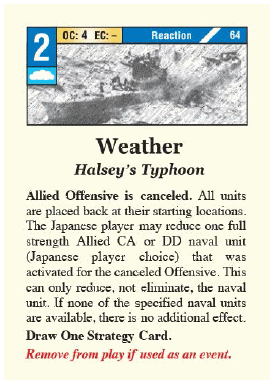 2 OC: 4 EC: – Reaction 64
Weather
Halsey's Typhoon
Allied Offensive is canceled. All units
are placed back at their starting locations.
The Japanese player may reduce one full
strength Allied CA or DD naval unit
(Japanese player choice) that was
activated for the canceled Offensive. This
can only reduce, not eliminate, the naval
unit. If none of the specified naval units
are available, there is no additional effect.
Draw One Strategy Card.
Remove from play if used as an event.